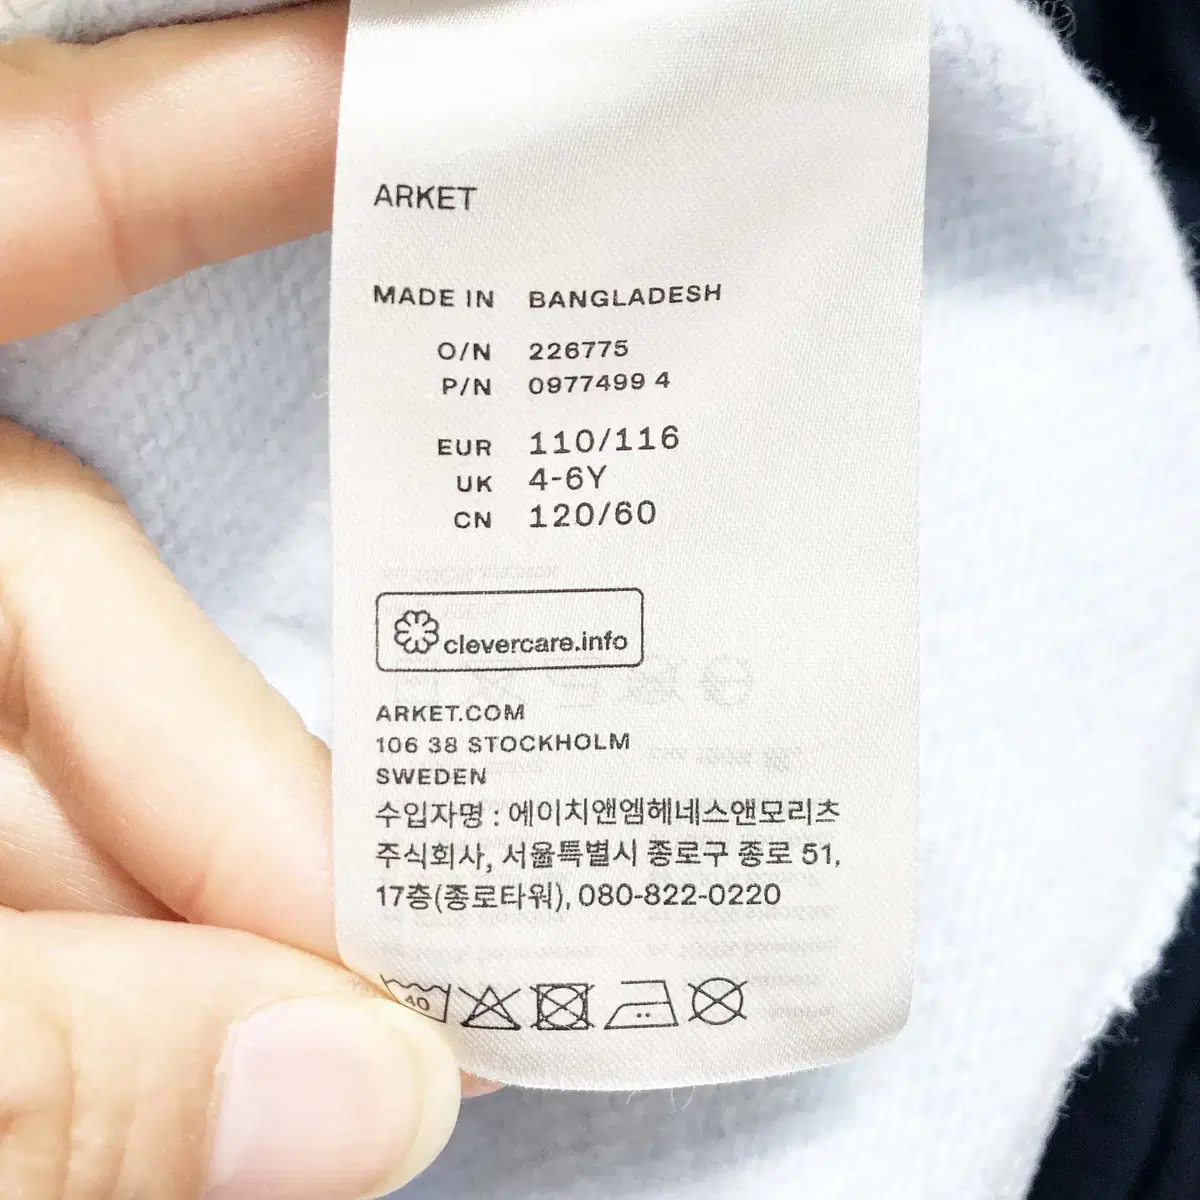 ARKET
MADE IN BANGLADESH
O/N 226775
P/N 0977499 4
EUR 110/116
UK 4-6Y
CN 120/60
clevercare.info
ARKET.COM
106 38 STOCKHOLM
SWEDEN
수입자명 : 에이치앤엠헤네스앤모리츠
주식회사, 서울특별시 종로구 종로 51,
17층(종로타워), 080-822-0220
40